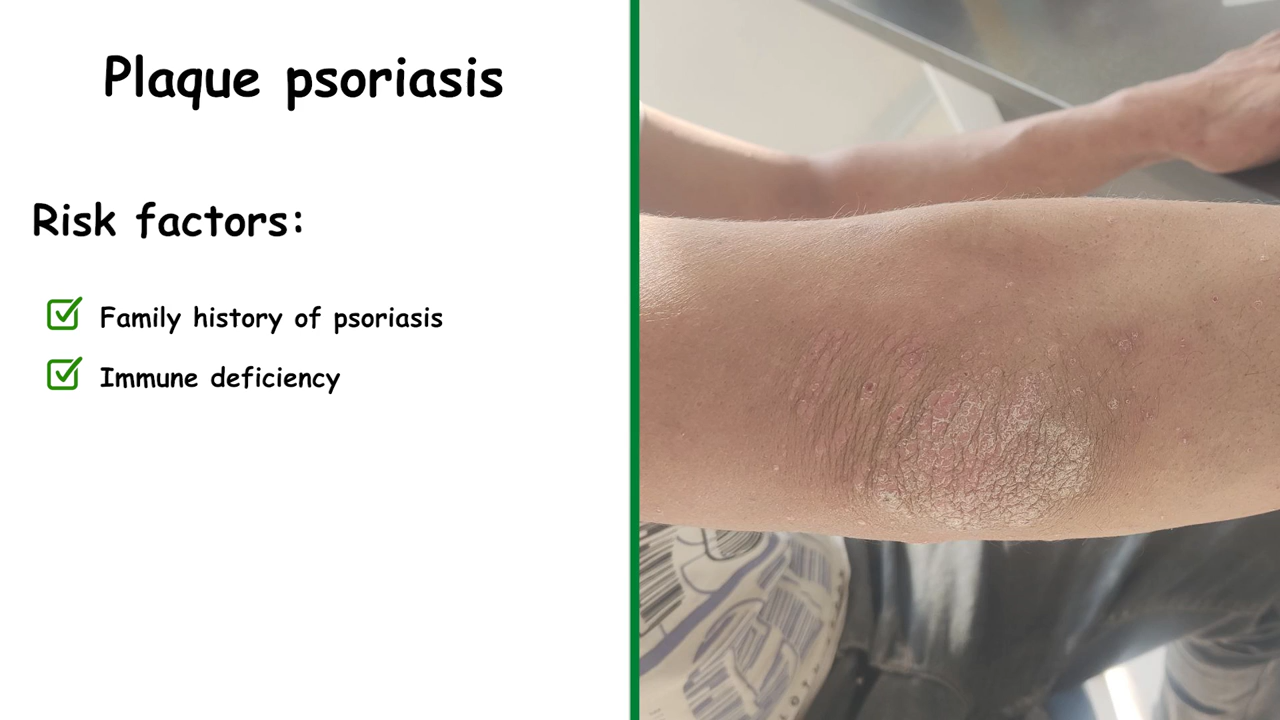 Plaque psoriasis
Risk factors:
Family history of psoriasis
Immune deficiency